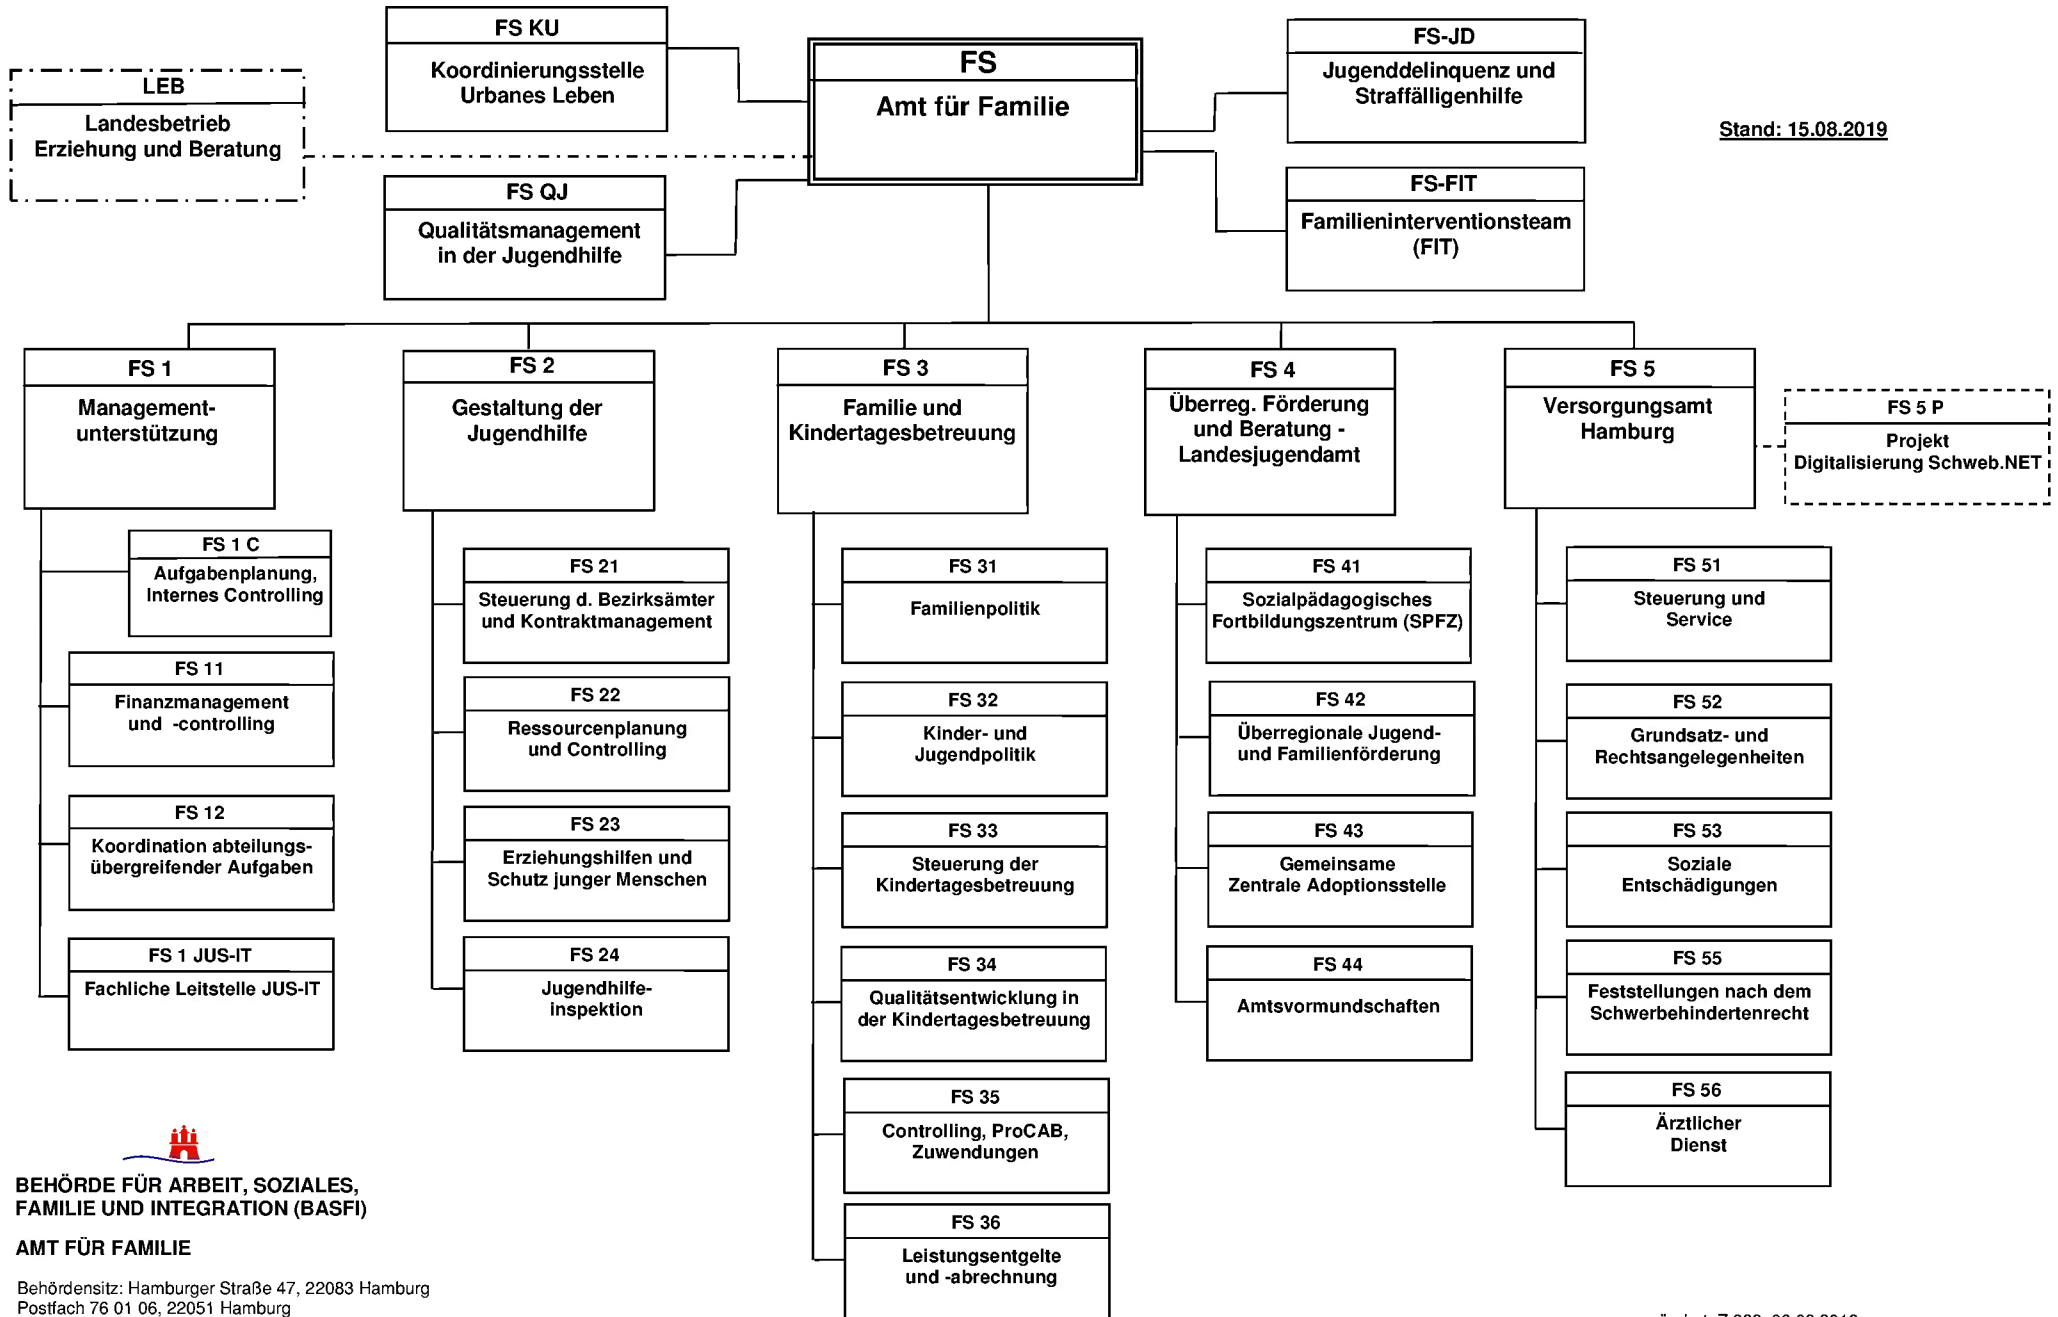 FS KU
Koordinierungsstelle
Urbanes Leben
FS
Amt für Familie
FS-JD
Jugenddelinquenz und
Straffälligenhilfe
LEB
Landesbetrieb
Erziehung und Beratung
Stand: 15.08.2019
FS QJ
Qualitätsmanagement
in der Jugendhilfe
FS-FIT
Familieninterventionsteam
(FIT)
FS 1
Management-
unterstützung
FS 2
Gestaltung der
Jugendhilfe
FS 3
Familie und
Kindertagesbetreuung
FS 4
Überreg. Förderung
und Beratung -
Landesjugendamt
FS 5
Versorgungsamt
Hamburg
FS 5 P
Projekt
Digitalisierung Schweb.NET
FS 1 C
Aufgabenplanung,
Internes Controlling
FS 11
Finanzmanagement
und -controlling
FS 12
Koordination abteilungs-
übergreifender Aufgaben
FS 1 JUS-IT
Fachliche Leitstelle JUS-IT
FS 21
Steuerung d. Bezirksämter
und Kontraktmanagement
FS 22
Ressourcenplanung
und Controlling
FS 23
Erziehungshilfen und
Schutz junger Menschen
FS 24
Jugendhilfe-
inspektion
FS 31
Familienpolitik
FS 32
Kinder- und
Jugendpolitik
FS 33
Steuerung der
Kindertagesbetreuung
FS 34
Qualitätsentwicklung in
der Kindertagesbetreuung
FS 35
Controlling, ProCAB,
Zuwendungen
FS 36
Leistungsentgelte
und -abrechnung
FS 41
Sozialpädagogisches
Fortbildungszentrum (SPFZ)
FS 42
Überregionale Jugend-
und Familienförderung
FS 43
Gemeinsame
Zentrale Adoptionsstelle
FS 44
Amtsvormundschaften
FS 51
Steuerung und
Service
FS 52
Grundsatz- und
Rechtsangelegenheiten
FS 53
Soziale
Entschädigungen
FS 55
Feststellungen nach dem
Schwerbehindertenrecht
FS 56
Ärztlicher
Dienst
BEHÖRDE FÜR ARBEIT, SOZIALES,
FAMILIE UND INTEGRATION (BASFI)
AMT FÜR FAMILIE
Behördensitz: Hamburger Straße 47, 22083 Hamburg
Postfach 76 01 06, 22051 Hamburg